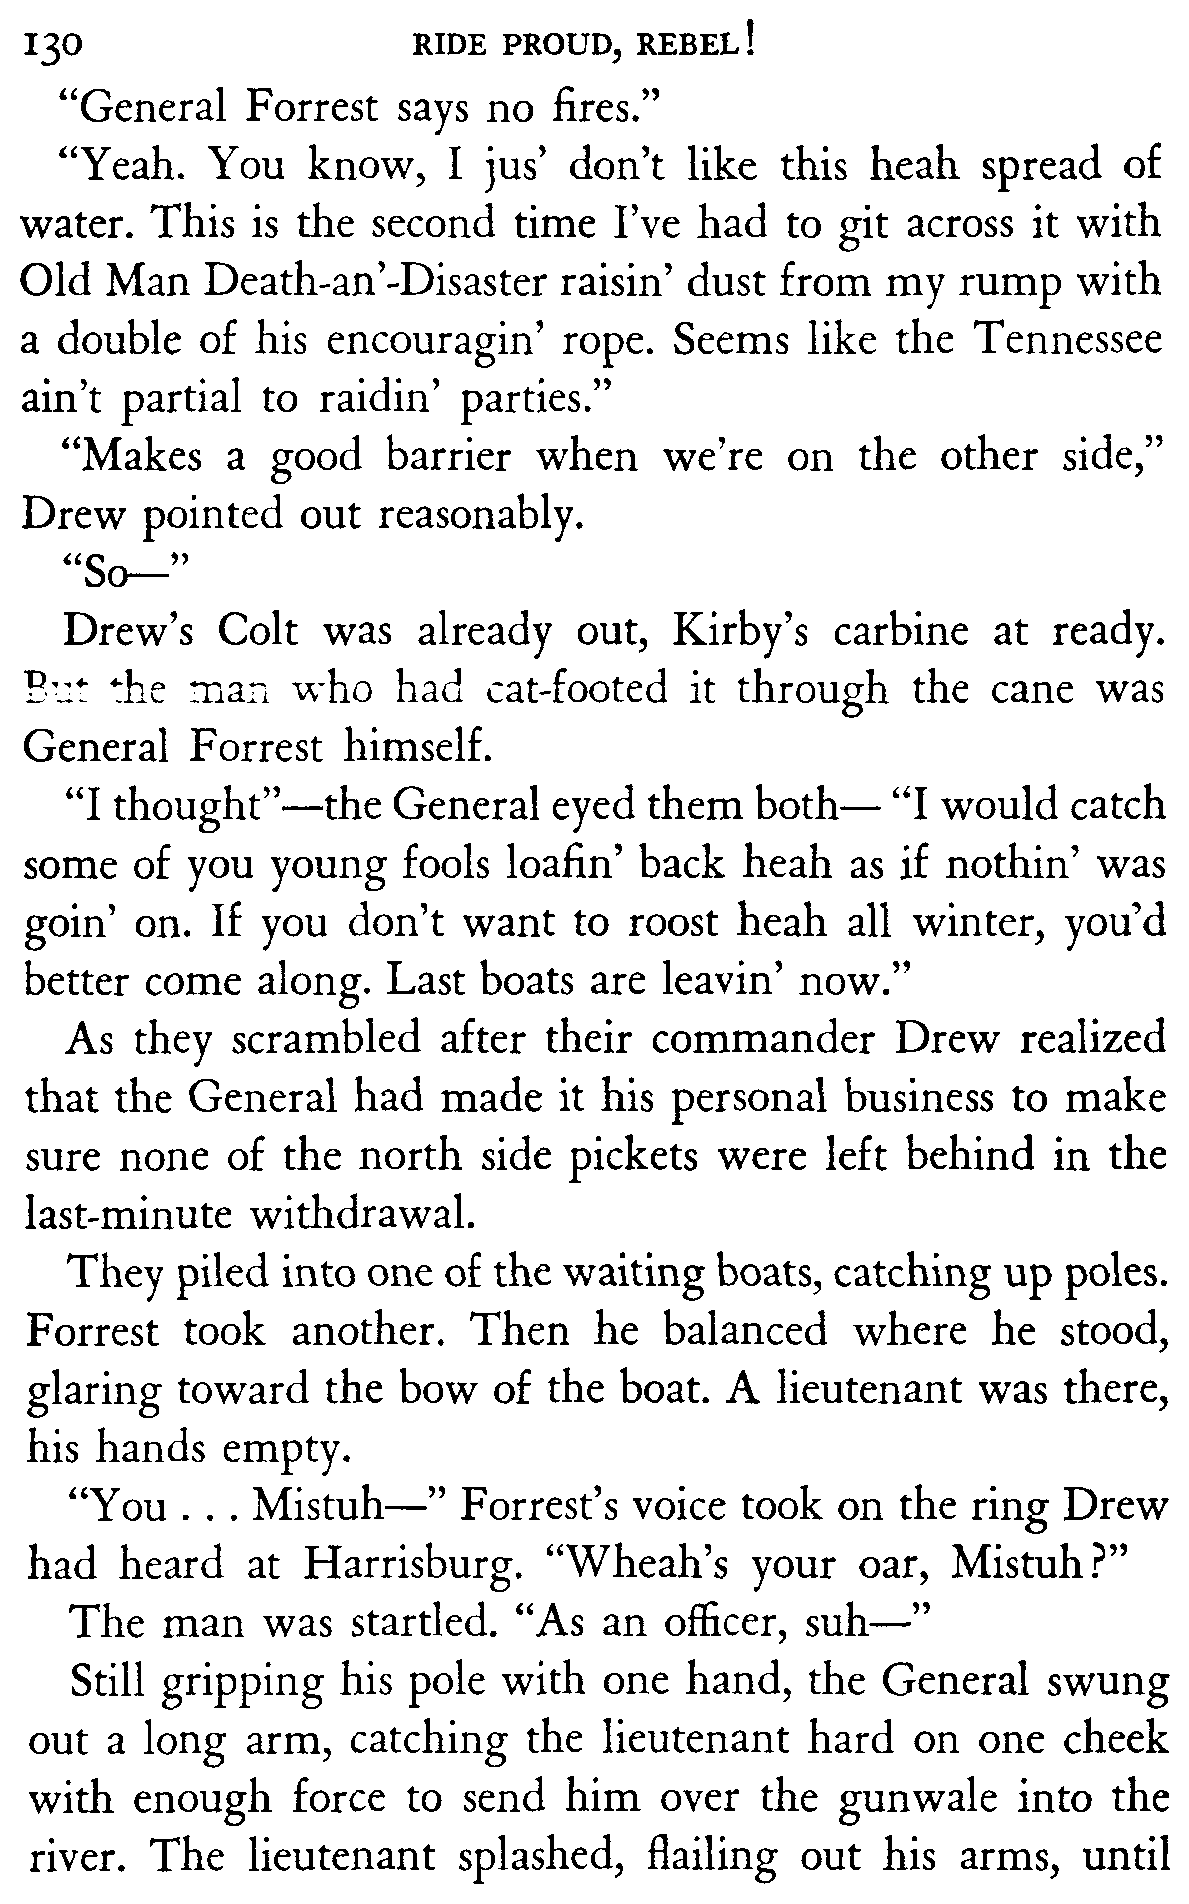 130 RIDE PROUD, REBEL!
“General Forrest says no fires.”
“Yeah. You know, I jus’ don’t like this heah spread of
water. This is the second time I’ve had to git across it with
Old Man Death-an’-Disaster raisin’ dust from my rump with
a double of his encouragin’ rope. Seems like the Tennessee
ain’t partial to raidin’ parties.”
“Makes a good barrier when we’re on the other side,”
Drew pointed out reasonably.
“So—”
Drew’s Colt was already out, Kirby’s carbine at ready.
But the man who had cat-footed it through the cane was
General Forrest himself.
“I thought”—the General eyed them both— “I would catch
some of you young fools loafin’ back heah as if nothin’ was
goin’ on. If you don’t want to roost heah all winter, you’d
better come along. Last boats are leavin’ now.”
As they scrambled after their commander Drew realized
that the General had made it his personal business to make
sure none of the north side pickets were left behind in the
last-minute withdrawal.
They piled into one of the waiting boats, catching up poles.
Forrest took another. Then he balanced where he stood,
glaring toward the bow of the boat. A lieutenant was there,
his hands empty.
“You . . . Mistuh—” Forrest’s voice took on the ring Drew
had heard at Harrisburg. “Wheah’s your oar, Mistuh?”
The man was startled. “As an officer, suh—”
Still gripping his pole with one hand, the General swung
out a long arm, catching the lieutenant hard on one cheek
with enough force to send him over the gunwale into the
river. The lieutenant splashed, flailing out his arms, until